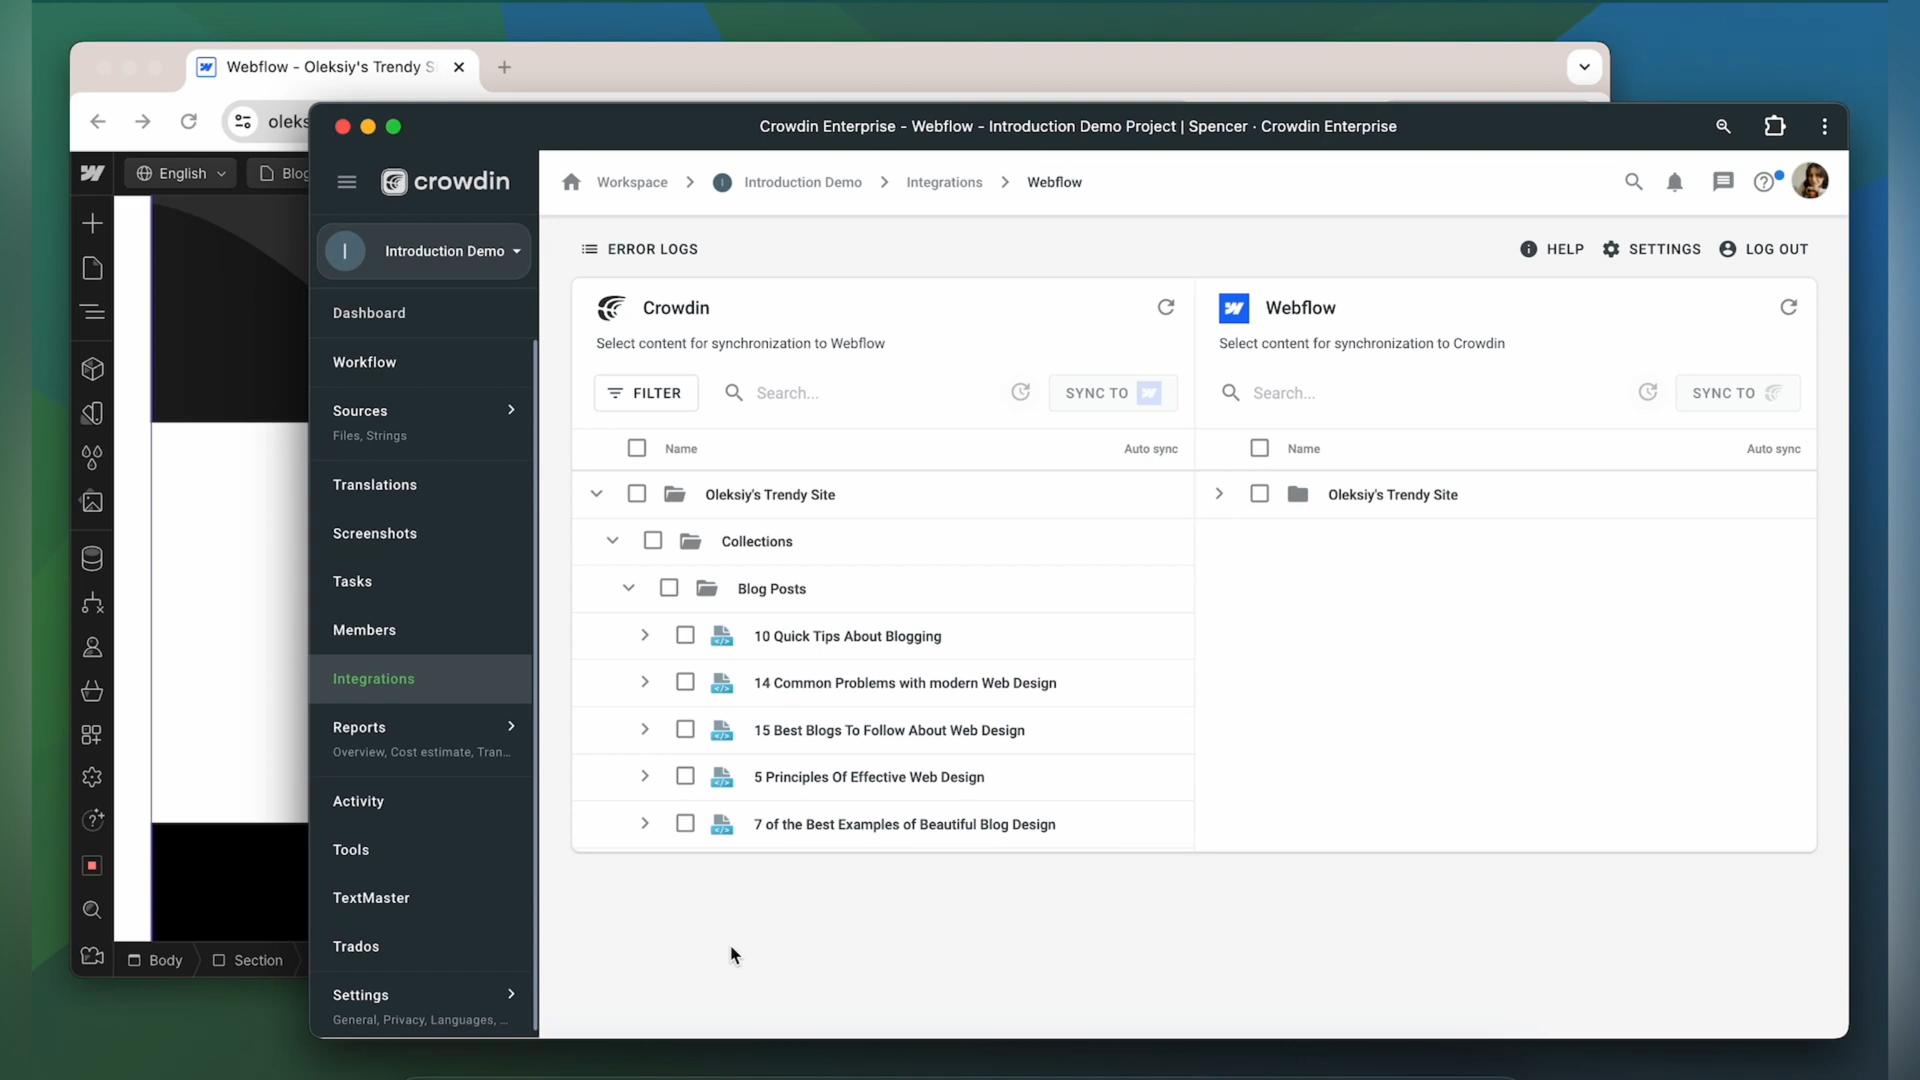 Webflow - Oleksiy's Trendy S
oleks
English
Blog
Body
Section
Crowdin Enterprise - Webflow - Introduction Demo Project | Spencer · Crowdin Enterprise
crowdin
Workspace
I
Introduction Demo
Integrations
Webflow
I
Introduction Demo
Dashboard
Workflow
Sources
Files, Strings
Translations
Screenshots
Tasks
Members
Integrations
Reports
Overview, Cost estimate, Tran...
Activity
Tools
TextMaster
Trados
Settings
General, Privacy, Languages, ...
ERROR LOGS
HELP
SETTINGS
LOG OUT
Crowdin
Select content for synchronization to Webflow
FILTER
Search...
SYNC TO
Name
Auto sync
Oleksiy's Trendy Site
Collections
Blog Posts
10 Quick Tips About Blogging
14 Common Problems with modern Web Design
15 Best Blogs To Follow About Web Design
5 Principles Of Effective Web Design
7 of the Best Examples of Beautiful Blog Design
Webflow
Select content for synchronization to Crowdin
Search...
SYNC TO
Name
Auto sync
Oleksiy's Trendy Site